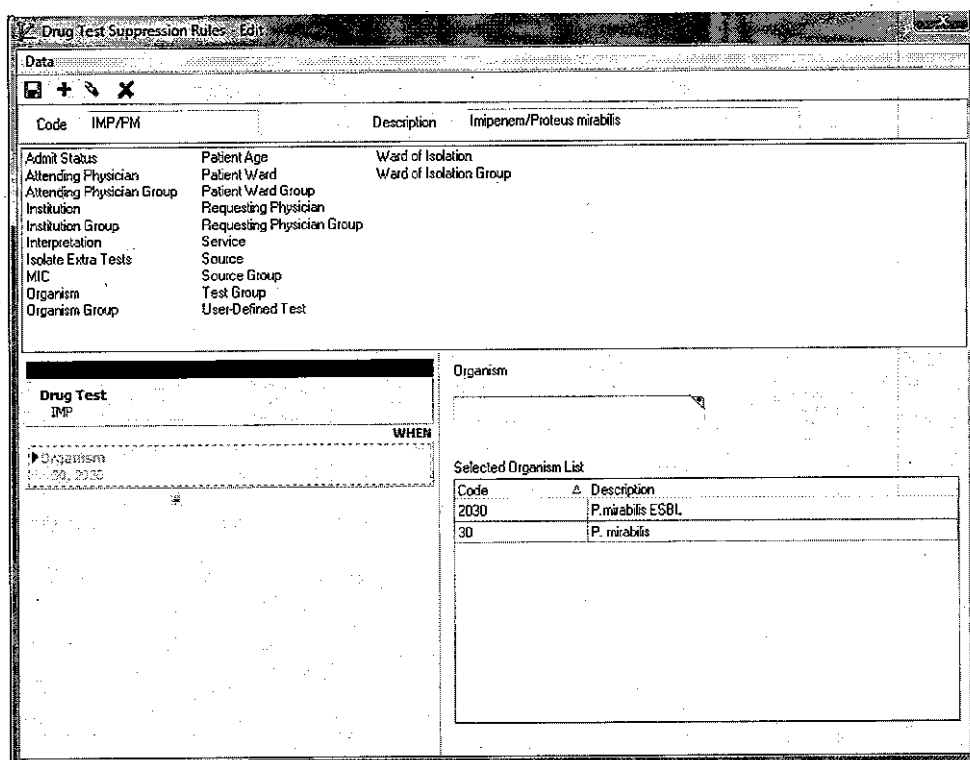 Drug Test Suppression Rules - Edit
Data
Code IMP/PM Description Imipenem/Proteus mirabilis
Admit Status Patient Age Ward of Isolation
Attending Physician Patient Ward Ward of Isolation Group
Attending Physician Group Patient Ward Group
Institution Requesting Physician
Institution Group Requesting Physician Group
Interpretation Service
Isolate Extra Tests Source
MIC Source Group
Organism Test Group
Organism Group User-Defined Test
Drug Test
IMP
WHEN
Organism
30, 2030
Organism
Selected Organism List
Code Description
2030 P.mirabilis ESBL
30 P. mirabilis